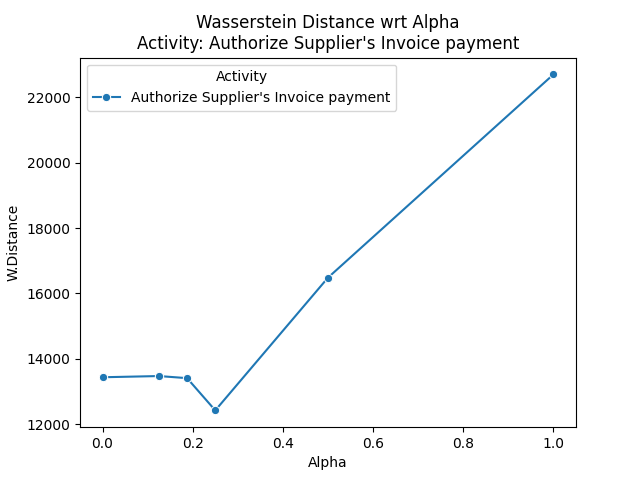 Wasserstein Distance wrt Alpha
Activity: Authorize Supplier's Invoice payment
Activity
Authorize Supplier's Invoice payment
W.Distance
22000
20000
18000
16000
14000
12000
0.0 0.2 0.4 0.6 0.8 1.0
Alpha